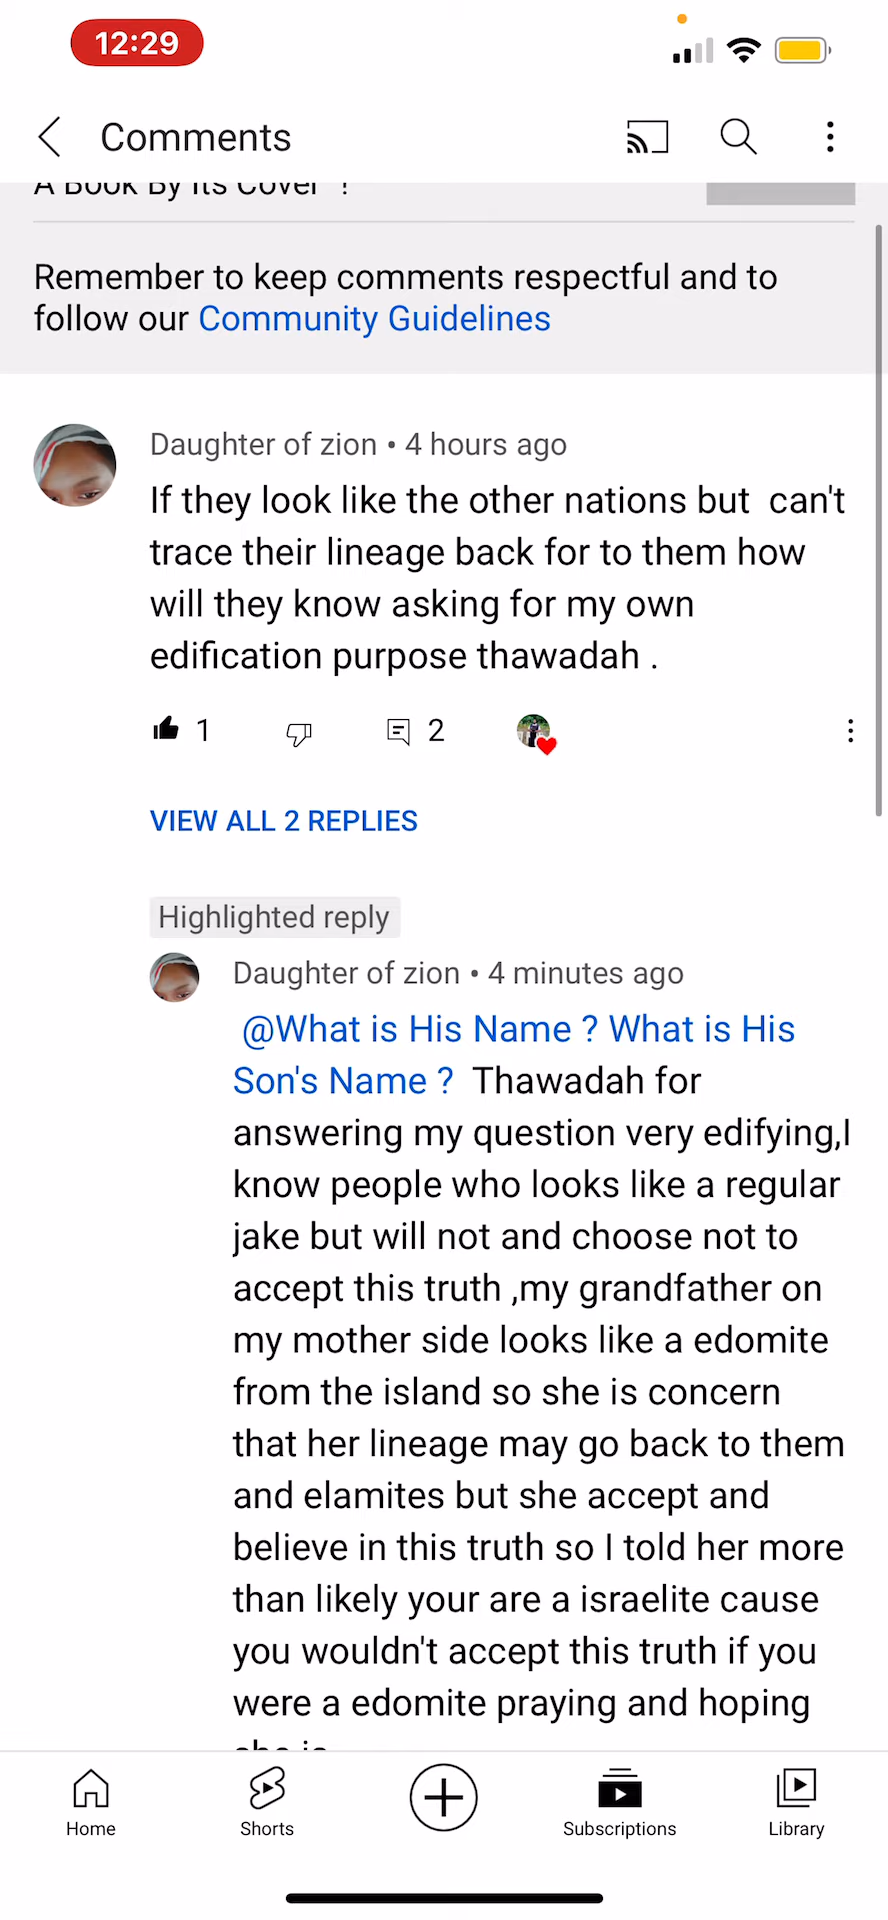 12:29
Comments
A Book By Its Cover !
Remember to keep comments respectful and to
follow our Community Guidelines
Daughter of zion • 4 hours ago
If they look like the other nations but can't
trace their lineage back for to them how
will they know asking for my own
edification purpose thawadah .
1 2
VIEW ALL 2 REPLIES
Highlighted reply
Daughter of zion • 4 minutes ago
@What is His Name ? What is His
Son's Name ? Thawadah for
answering my question very edifying,I
know people who looks like a regular
jake but will not and choose not to
accept this truth ,my grandfather on
my mother side looks like a edomite
from the island so she is concern
that her lineage may go back to them
and elamites but she accept and
believe in this truth so I told her more
than likely your are a israelite cause
you wouldn't accept this truth if you
were a edomite praying and hoping
she is
Home Shorts Subscriptions Library